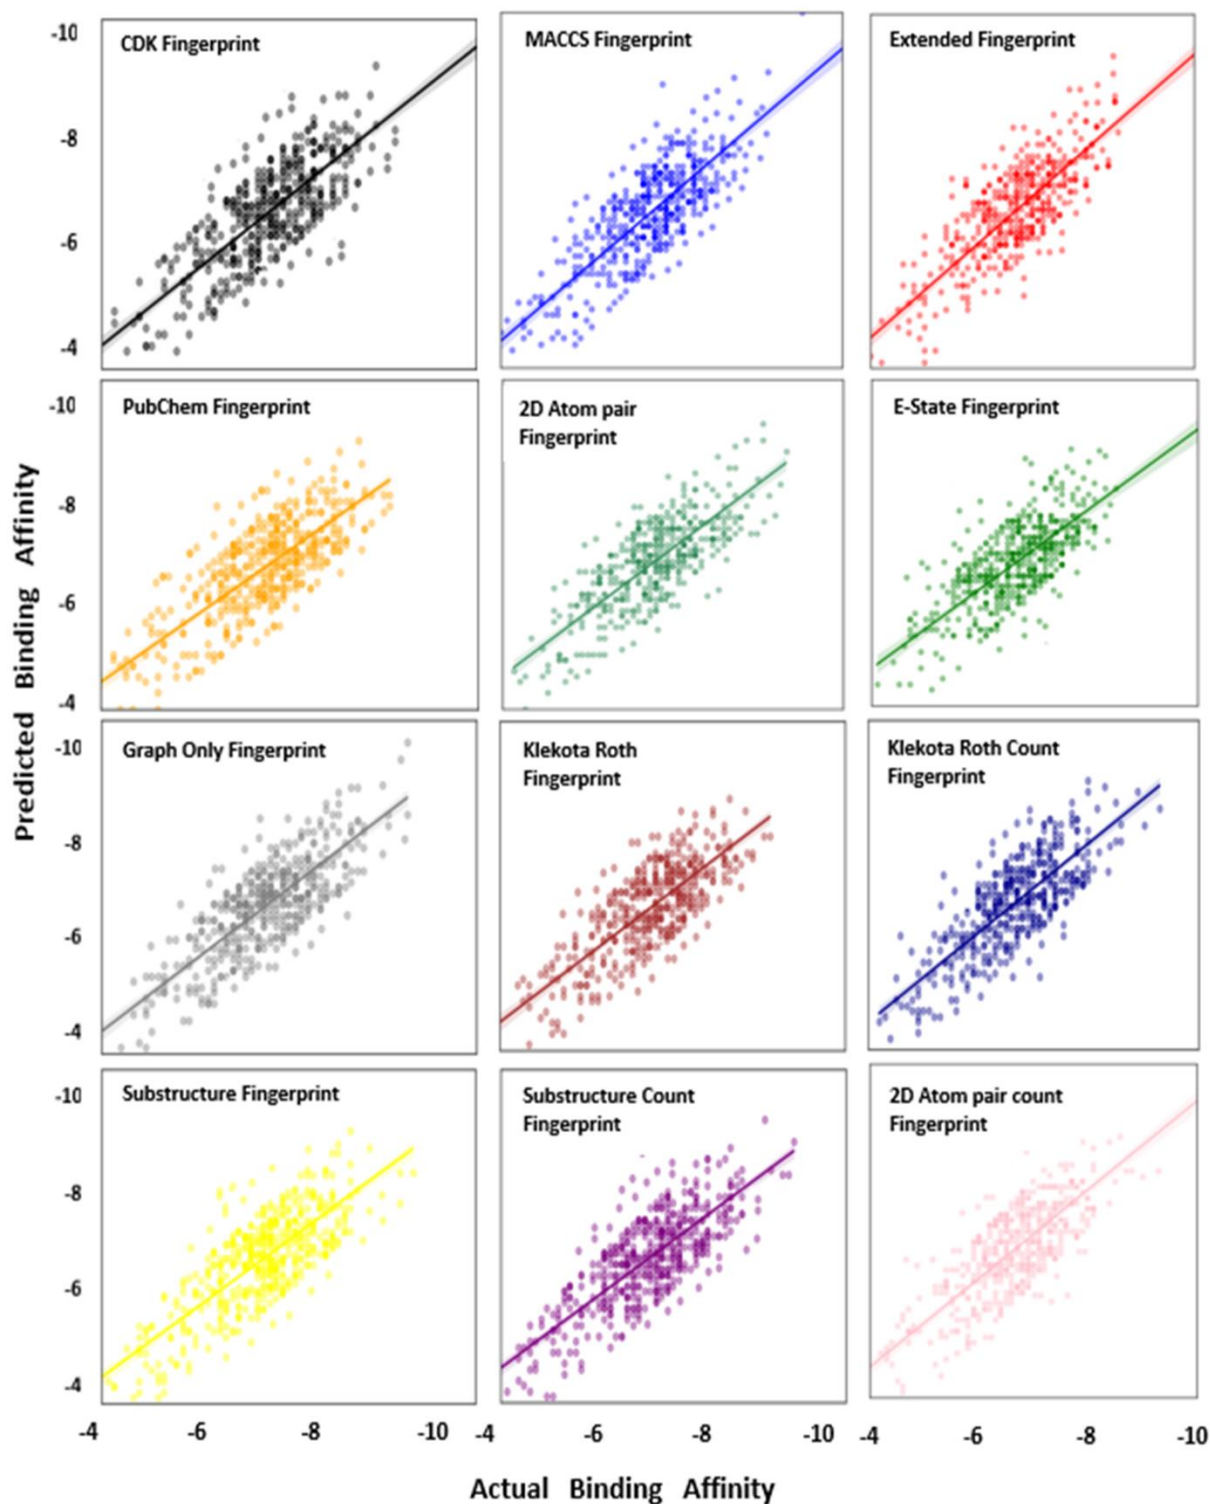 -10
CDK Fingerprint
MACCS Fingerprint
Extended Fingerprint
-8
-6
-4
-10
PubChem Fingerprint
2D Atom pair
Fingerprint
E-State Fingerprint
-8
-6
-4
Predicted Binding Affinity
-10
Graph Only Fingerprint
Klekota Roth
Fingerprint
Klekota Roth Count
Fingerprint
-8
-6
-4
-10
Substructure Fingerprint
Substructure Count
Fingerprint
2D Atom pair count
Fingerprint
-8
-6
-4
-4 -6 -8 -10 -4 -6 -8 -10 -4 -6 -8 -10
Actual Binding Affinity